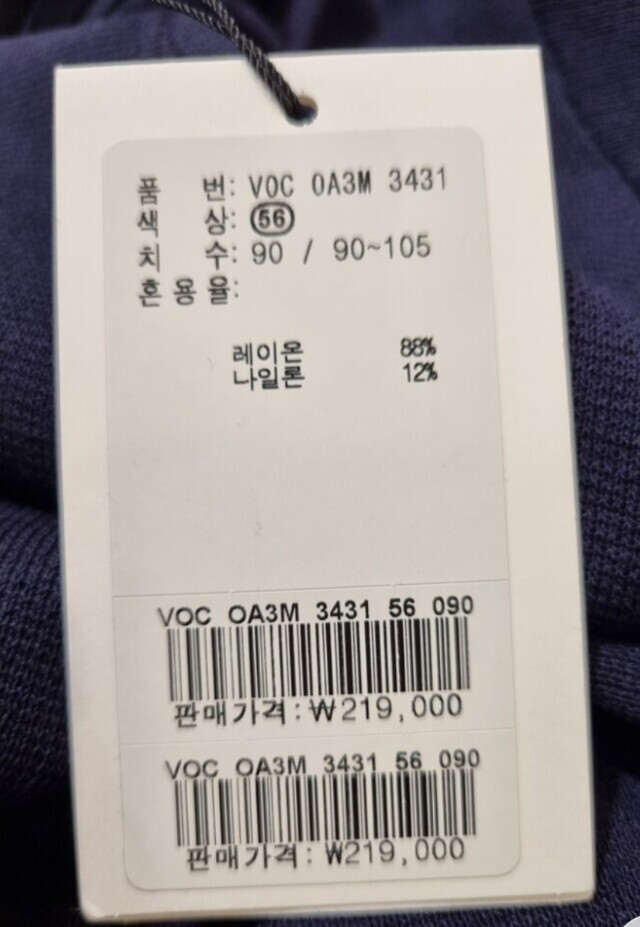 품 번: VOC 0A3M 3431
색 상: 56
치 수: 90 / 90~105
혼 용 율:
레이온 88%
나일론 12%
VOC OA3M 3431 56 090
판매가격:₩219,000
VOC OA3M 3431 56 090
판매가격:₩219,000